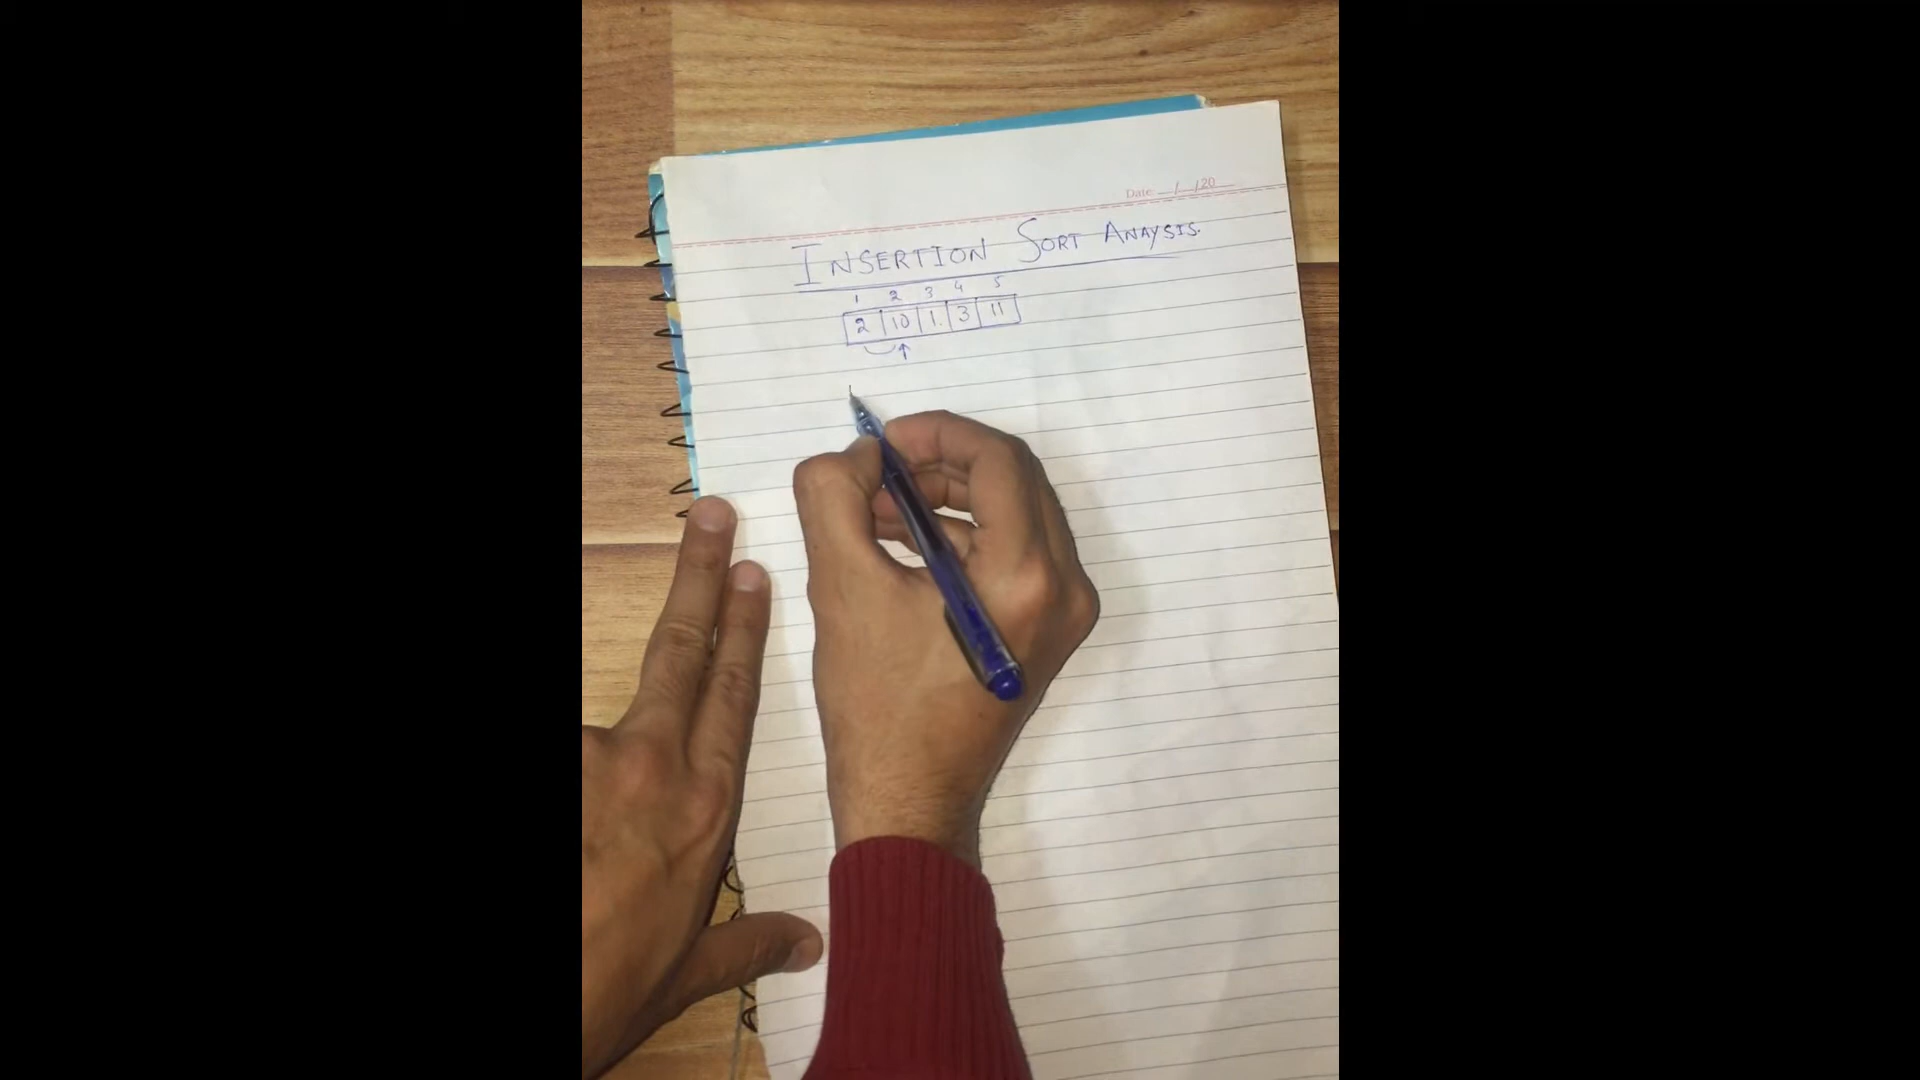 Date: / /20
INSERTION SORT ANAYSIS.
1 2 3 4 5
2 10 1. 3 11